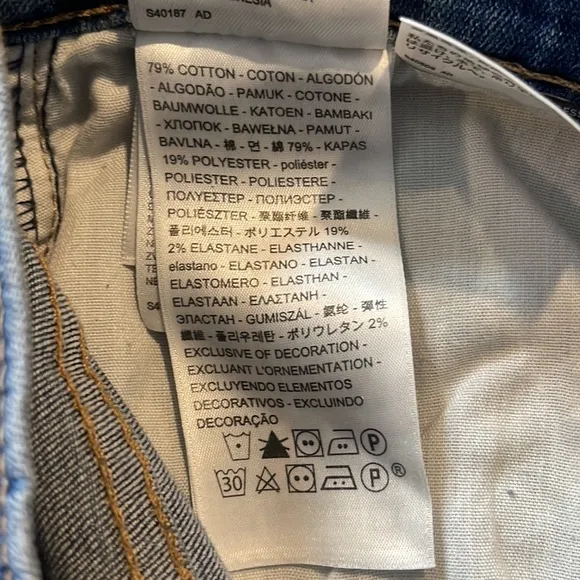 S40187 AD
79% COTTON - COTON - ALGODÓN
- ALGODÃO - PAMUK - COTONE -
BAUMWOLLE - KATOEN - BAMBAKI
- ХЛОПОК - BAWEŁNA - PAMUT -
BAVLNA - 棉 - 면 - 綿 79% - KAPAS
19% POLYESTER - poliéster -
POLIESTER - POLIESTERE -
ΠΟΛΥΕΣΤΕΡ - ПОЛИЭСТЕР -
POLIÉSZTER - 聚酯纤维 - 聚酯纖維 -
폴리에스터 - ポリエステル 19%
2% ELASTANE - ELASTHANNE -
elastano - ELASTANO - ELASTAN -
ELASTOMERO - ELASTHAN -
ELASTAAN - ΕΛΑΣΤΑΝΗ -
ЭЛАСТАН - GUMISZÁL - 氨纶 - 彈性
纖維 - 폴리우레탄 - ポリウレタン 2%
EXCLUSIVE OF DECORATION -
EXCLUANT L'ORNEMENTATION -
EXCLUYENDO ELEMENTOS
DECORATIVOS - EXCLUINDO
DECORAÇÃO
P
30 P ®